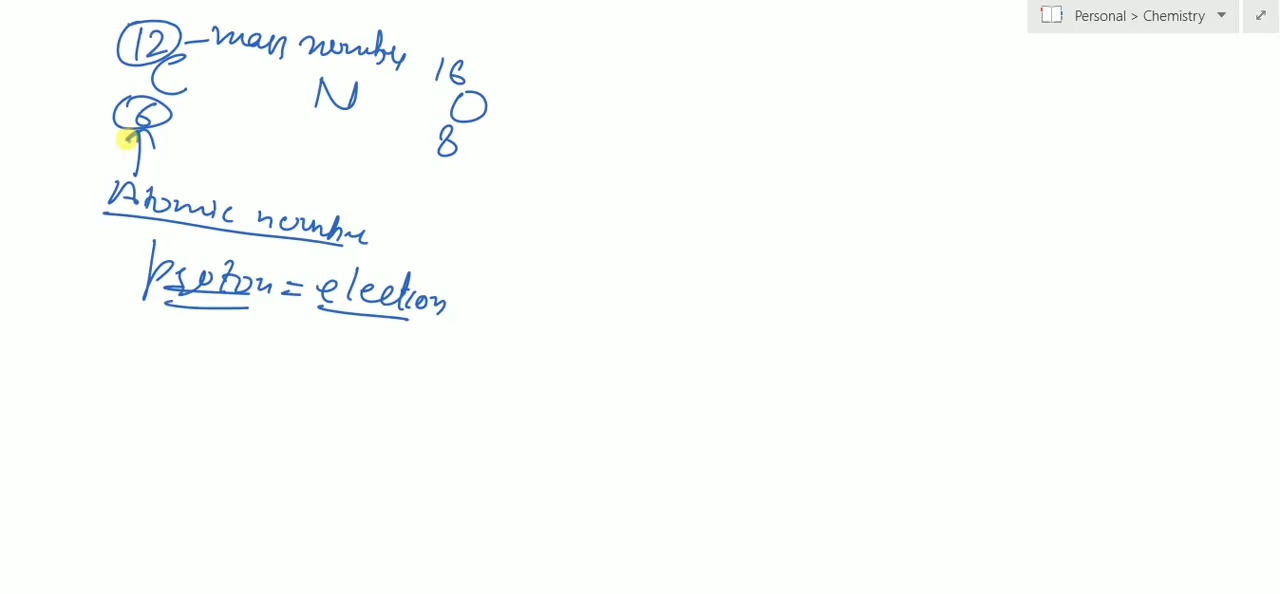 Personal > Chemistry
12 - mass number
C N 16 O
6 8
Atomic number
proton = electron